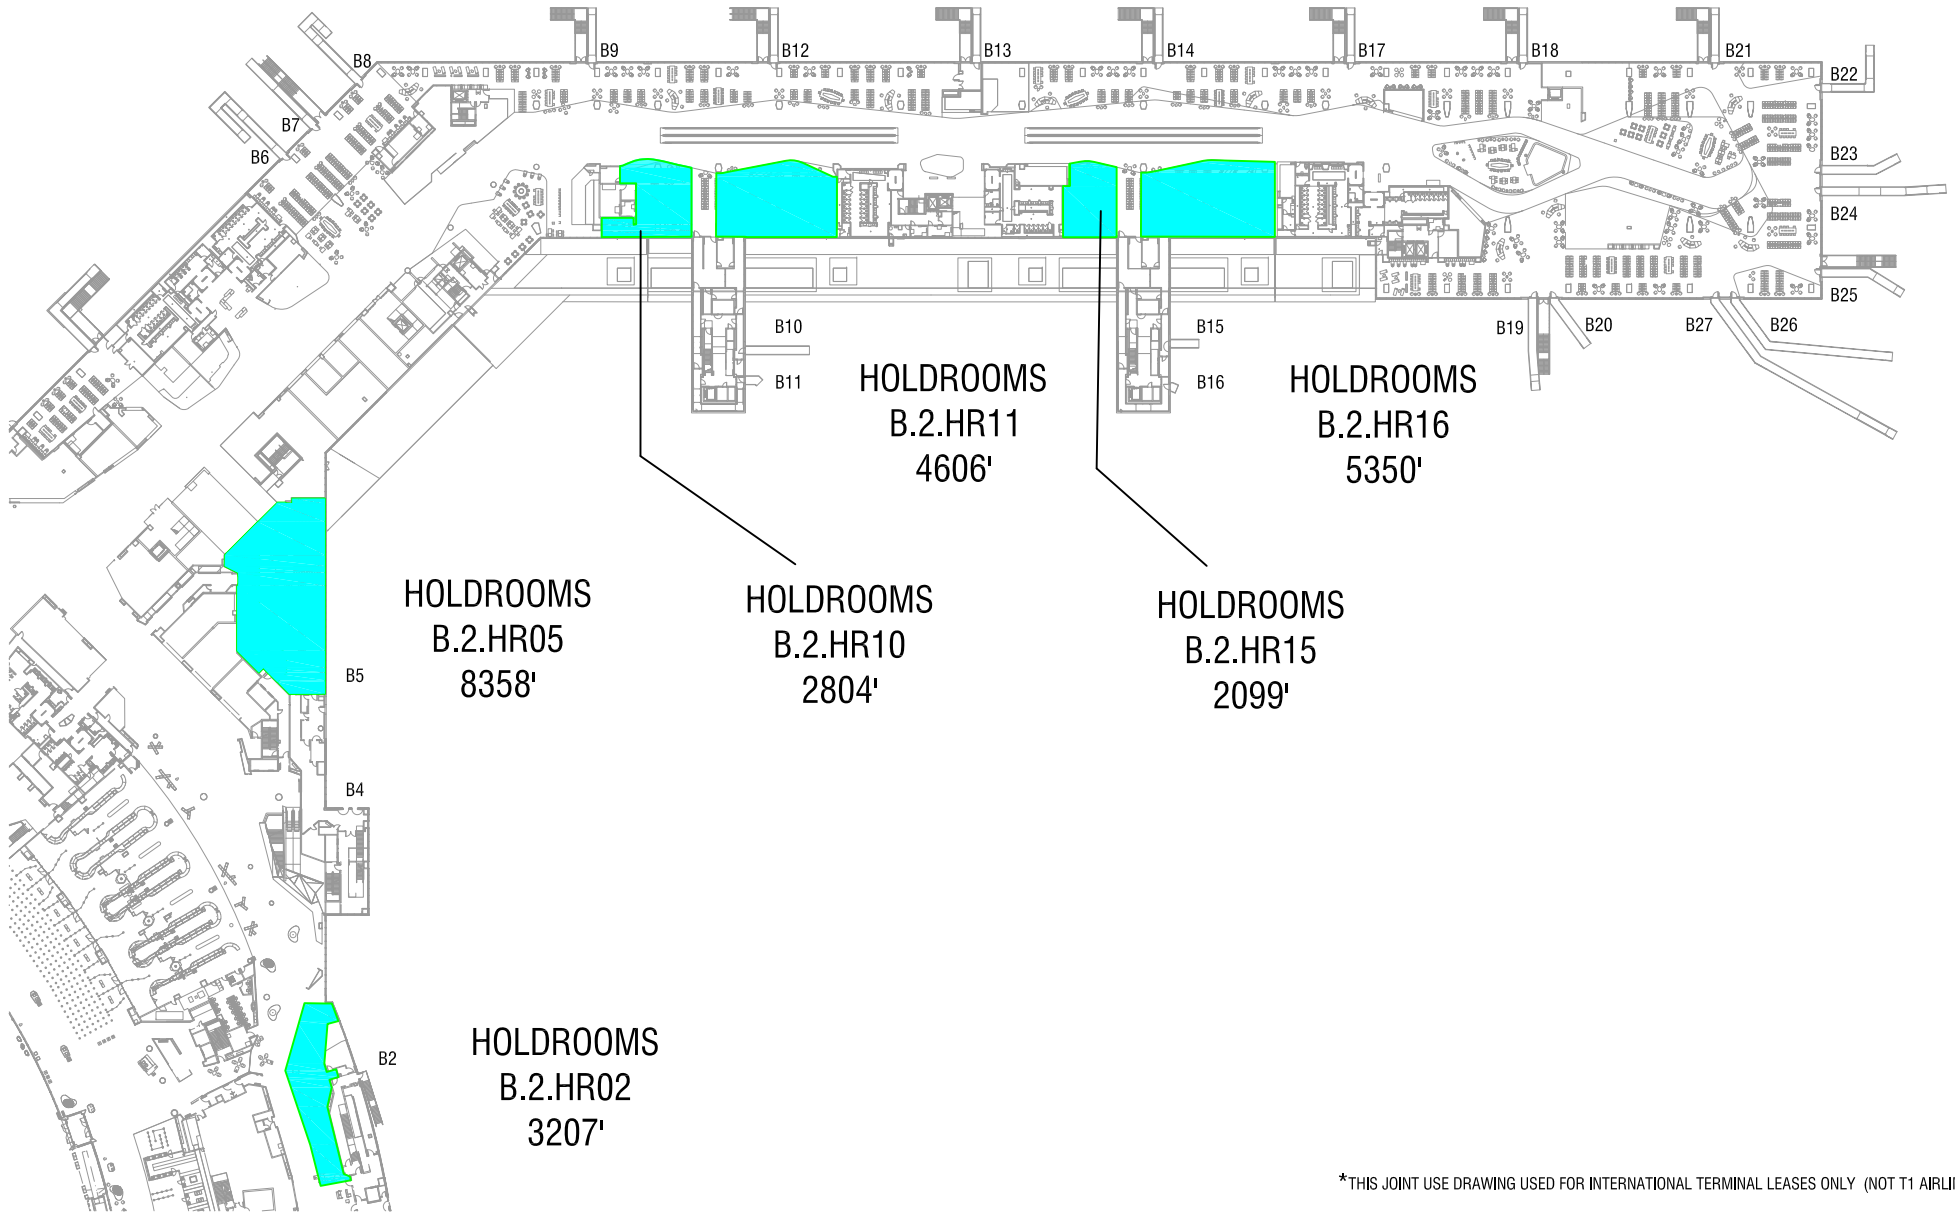 B9
B12
B13
B14
B17
B18
B21
B8
B22
B7
B6
B23
B24
B25
B10
B15
B19
B20
B27
B26
B11
B16
HOLDROOMS
B.2.HR11
4606'
HOLDROOMS
B.2.HR16
5350'
HOLDROOMS
B.2.HR05
8358'
HOLDROOMS
B.2.HR10
2804'
HOLDROOMS
B.2.HR15
2099'
B5
B4
B2
HOLDROOMS
B.2.HR02
3207'
*THIS JOINT USE DRAWING USED FOR INTERNATIONAL TERMINAL LEASES ONLY (NOT T1